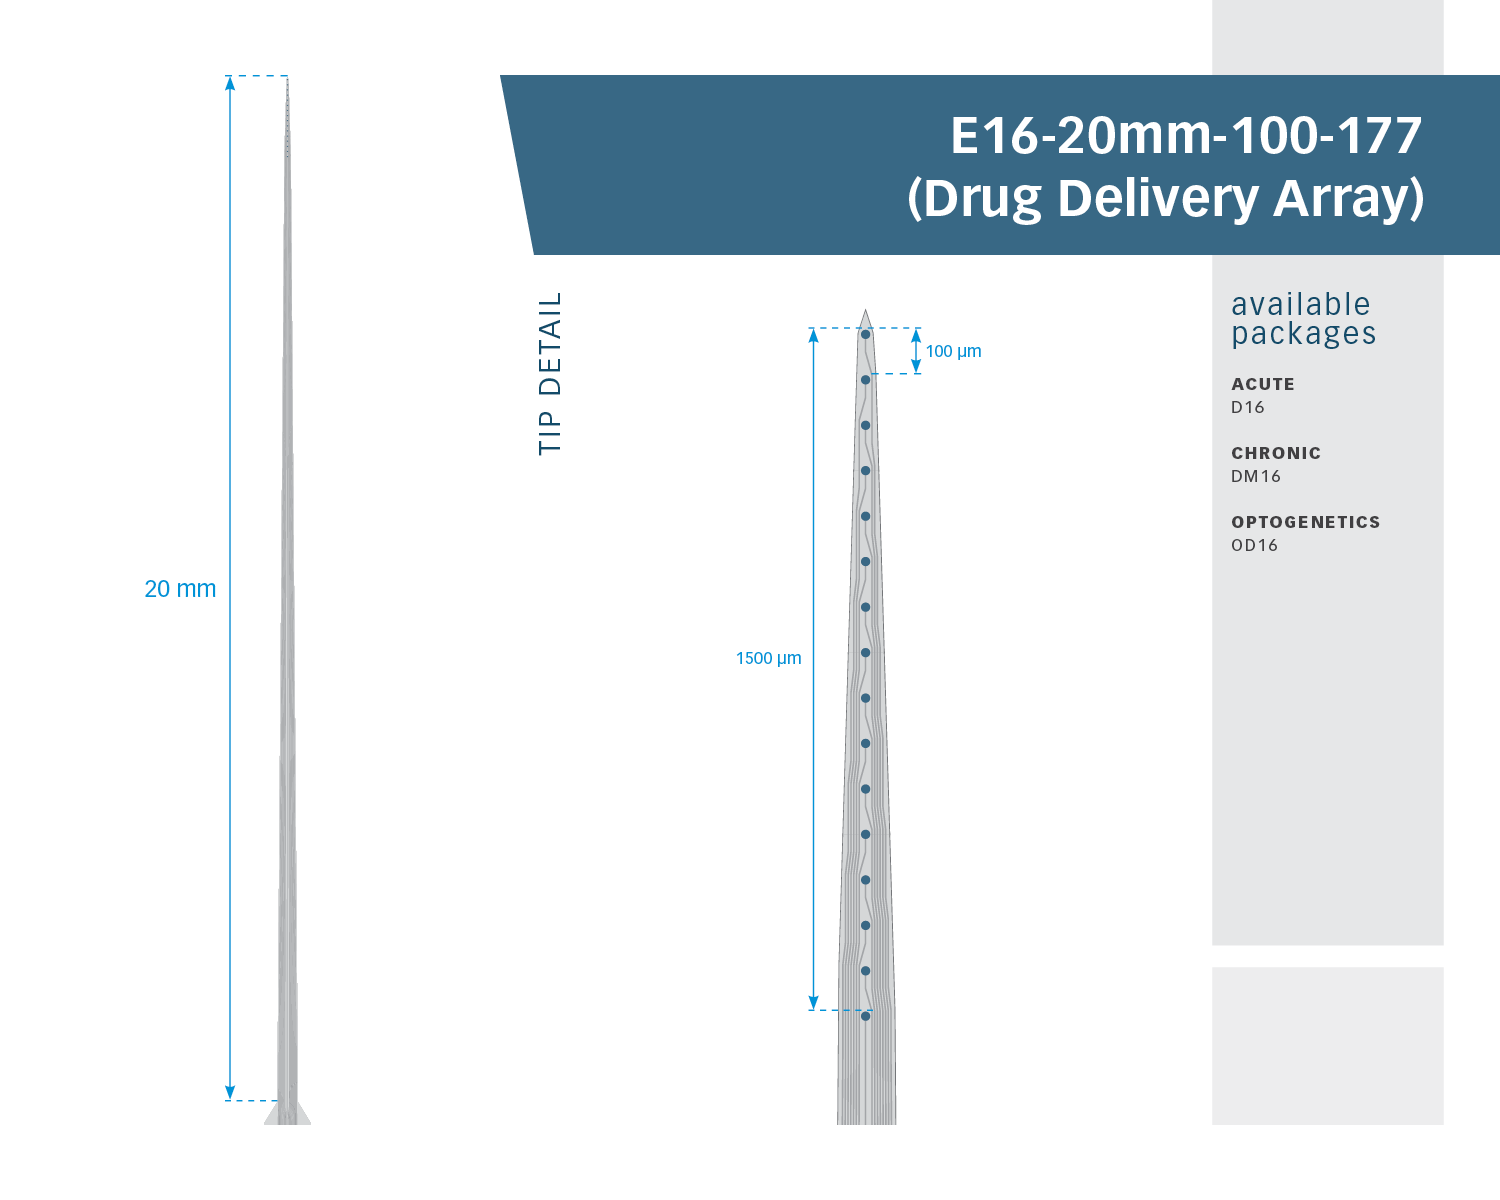 E16-20mm-100-177
(Drug Delivery Array)
20 mm
TIP DETAIL
100 µm
1500 µm
available
packages
ACUTE
D16
CHRONIC
DM16
OPTOGENETICS
OD16